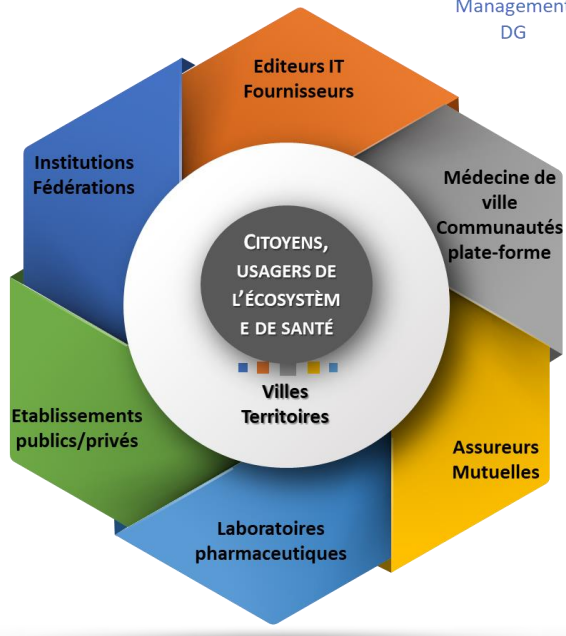 Management
DG
Editeurs IT
Fournisseurs
Institutions
Fédérations
Médecine de
ville
Communautés
plate-forme
CITOYENS,
USAGERS DE
L'ÉCOSYSTÈM
E DE SANTÉ
Villes
Territoires
Etablissements
publics/privés
Assureurs
Mutuelles
Laboratoires
pharmaceutiques